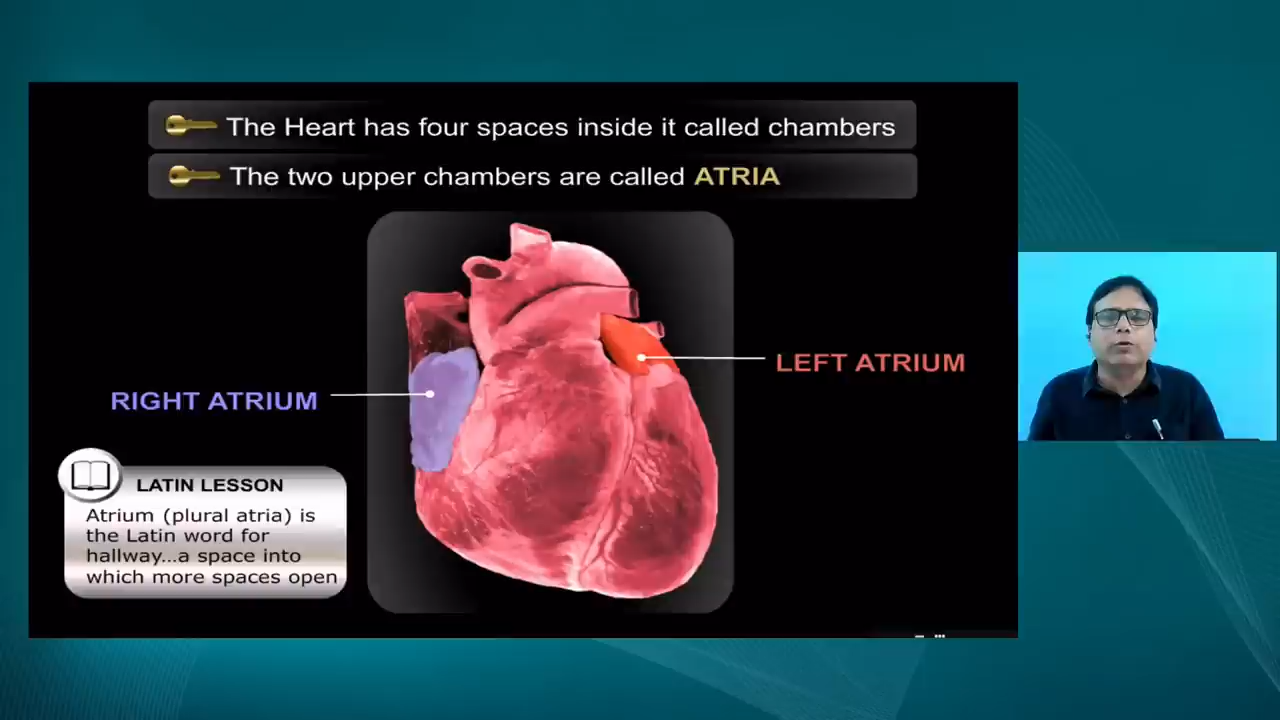 The Heart has four spaces inside it called chambers
The two upper chambers are called ATRIA
LEFT ATRIUM
RIGHT ATRIUM
LATIN LESSON
Atrium (plural atria) is
the Latin word for
hallway...a space into
which more spaces open